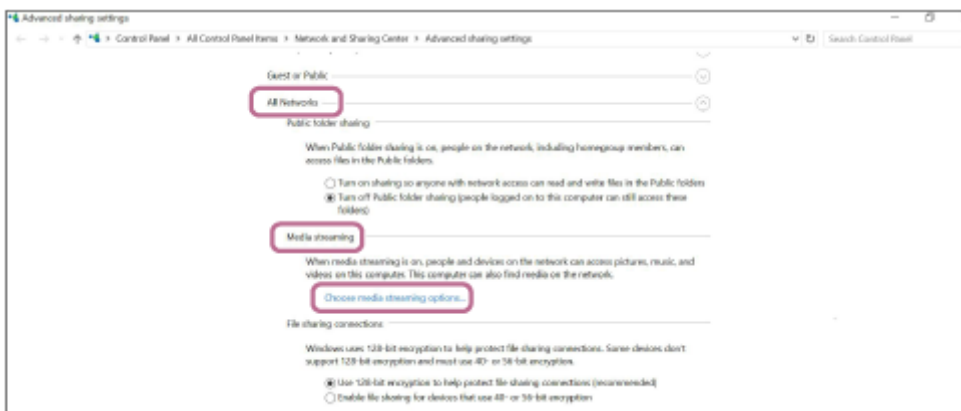 Advanced sharing settings
Control Panel > All Control Panel Items > Network and Sharing Center > Advanced sharing settings
Search Control Panel
Guest or Public
All Networks
Public folder sharing
When Public folder sharing is on, people on the network, including homegroup members, can
access files in the Public folders.
Turn on sharing so anyone with network access can read and write files in the Public folders
Turn off Public folder sharing (people logged on to this computer can still access these
folders)
Media streaming
When media streaming is on, people and devices on the network can access pictures, music, and
videos on this computer. This computer can also find media on the network.
Choose media streaming options...
File sharing connections
Windows uses 128-bit encryption to help protect file sharing connections. Some devices don't
support 128-bit encryption and must use 40- or 56-bit encryption.
Use 128-bit encryption to help protect file sharing connections (recommended)
Enable file sharing for devices that use 40- or 56-bit encryption